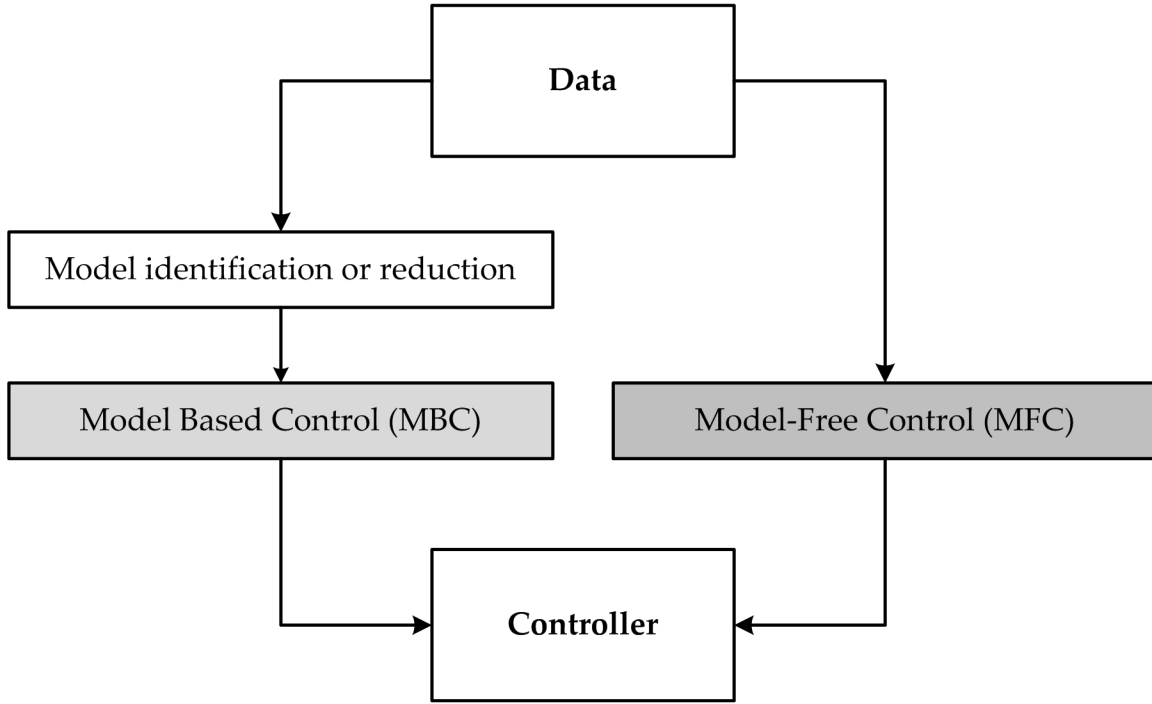 Data
Model identification or reduction
Model Based Control (MBC)
Model-Free Control (MFC)
Controller